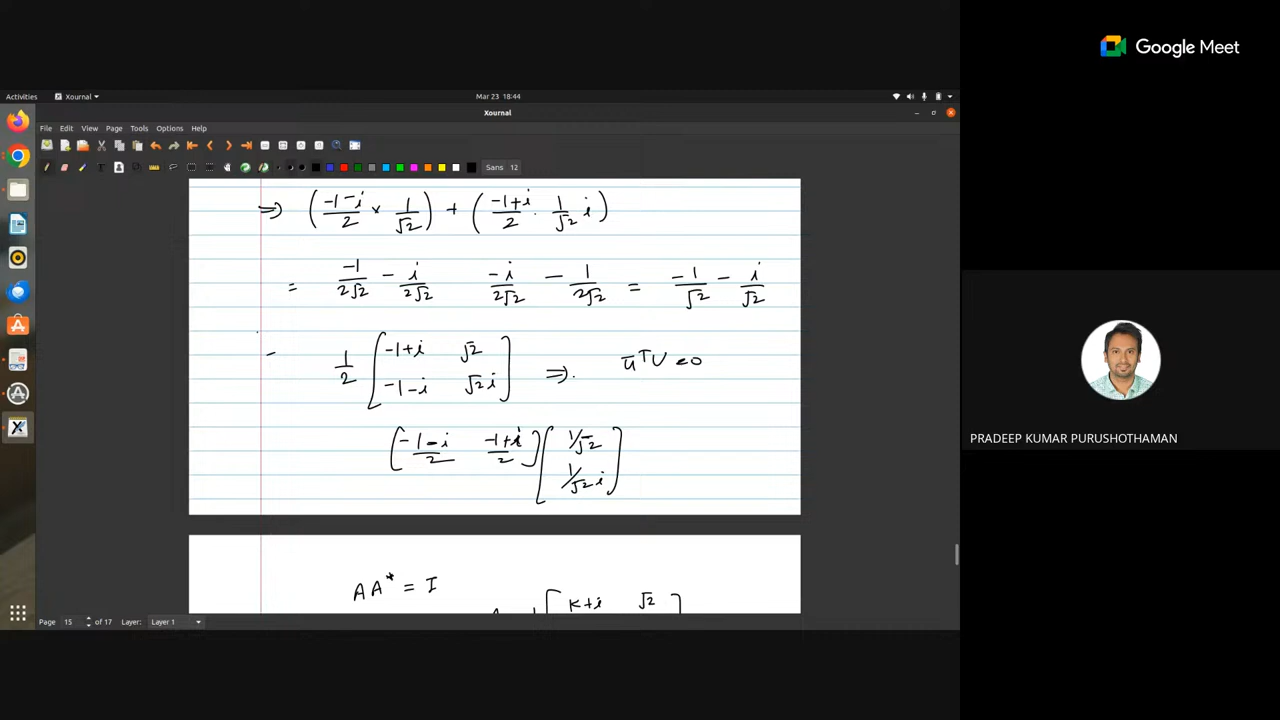 Google Meet
Activities Xournal Mar 23 18:44
Xournal
File Edit View Page Tools Options Help
Sans 12
⇒ ((-1-i)/2 × 1/√2) + ((-1+i)/2 · 1/√2 i)
= -1/2√2 - i/2√2 -i/2√2 - 1/2√2 = -1/√2 - i/√2
1/2 [-1+i √2
-1-i √2i] ⇒ ūᵀV = 0
((-1-i)/2 (-1+i)/2) [1/√2
1/√2 i]
PRADEEP KUMAR PURUSHOTHAMAN
AA* = I
[K+i √2]
Page 15 of 17 Layer: Layer 1